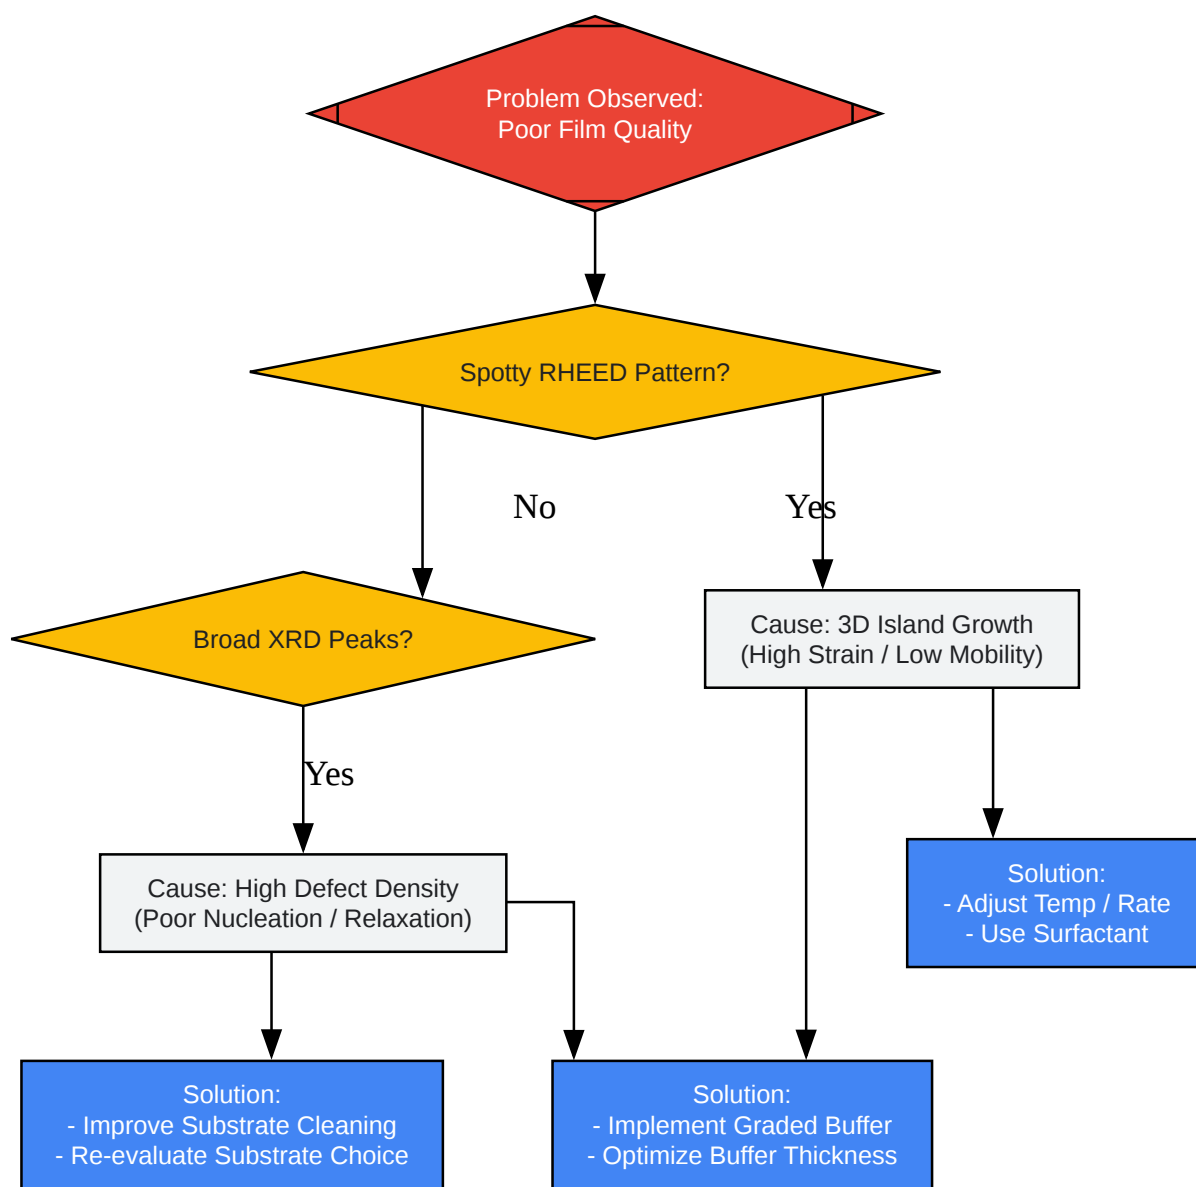 Problem Observed:
Poor Film Quality
Spotty RHEED Pattern?
No
Yes
Broad XRD Peaks?
Cause: 3D Island Growth
(High Strain / Low Mobility)
Yes
Cause: High Defect Density
(Poor Nucleation / Relaxation)
Solution:
- Adjust Temp / Rate
- Use Surfactant
Solution:
- Improve Substrate Cleaning
- Re-evaluate Substrate Choice
Solution:
- Implement Graded Buffer
- Optimize Buffer Thickness